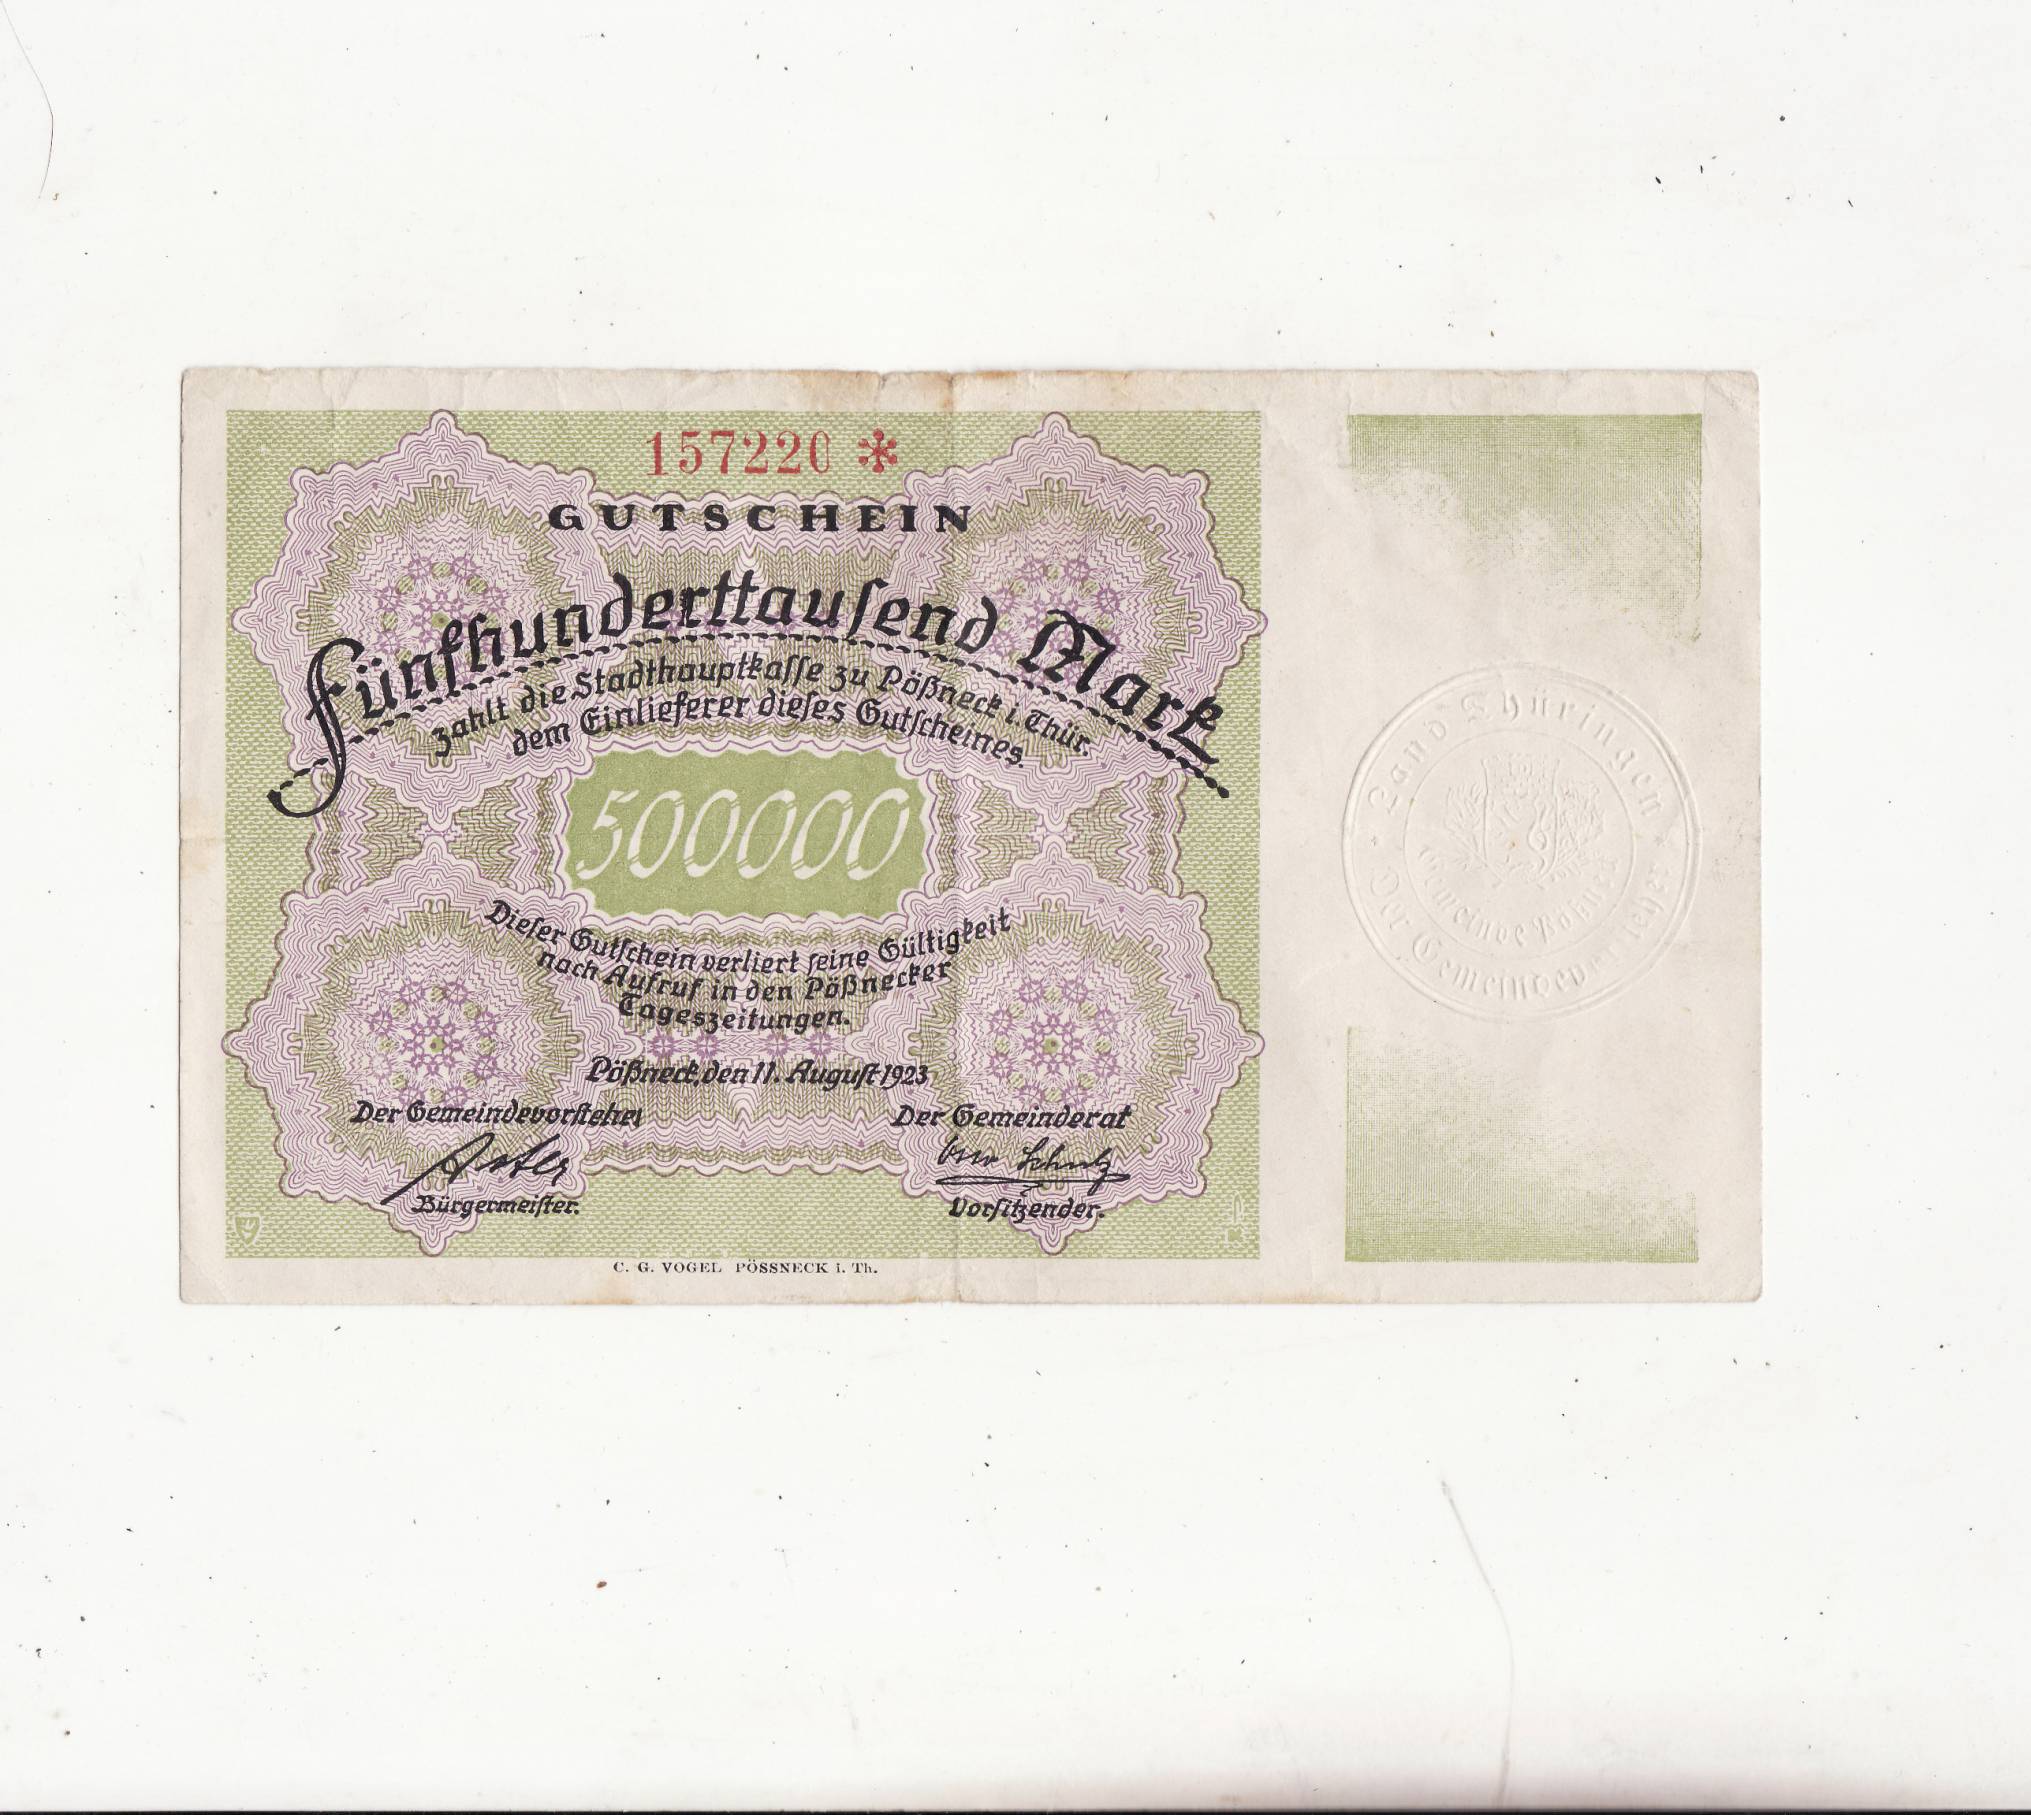 157220 *
GUTSCHEIN
Fünfhunderttausend Mark
zahlt die Stadthauptkasse zu Pößneck i. Thür.
dem Einlieferer dieses Gutscheines.
500000
Dieser Gutschein verliert seine Gültigkeit
nach Aufruf in den Pößnecker
Tageszeitungen.
Pößneck, den 11. August 1923
Der Gemeindevorsteher
Bürgermeister.
Der Gemeinderat
Vorsitzender.
C. G. VOGEL PÖSSNECK i. Th.
Land Thüringen
* Der Gemeindevorsteher *
Gemeinde Pößneck